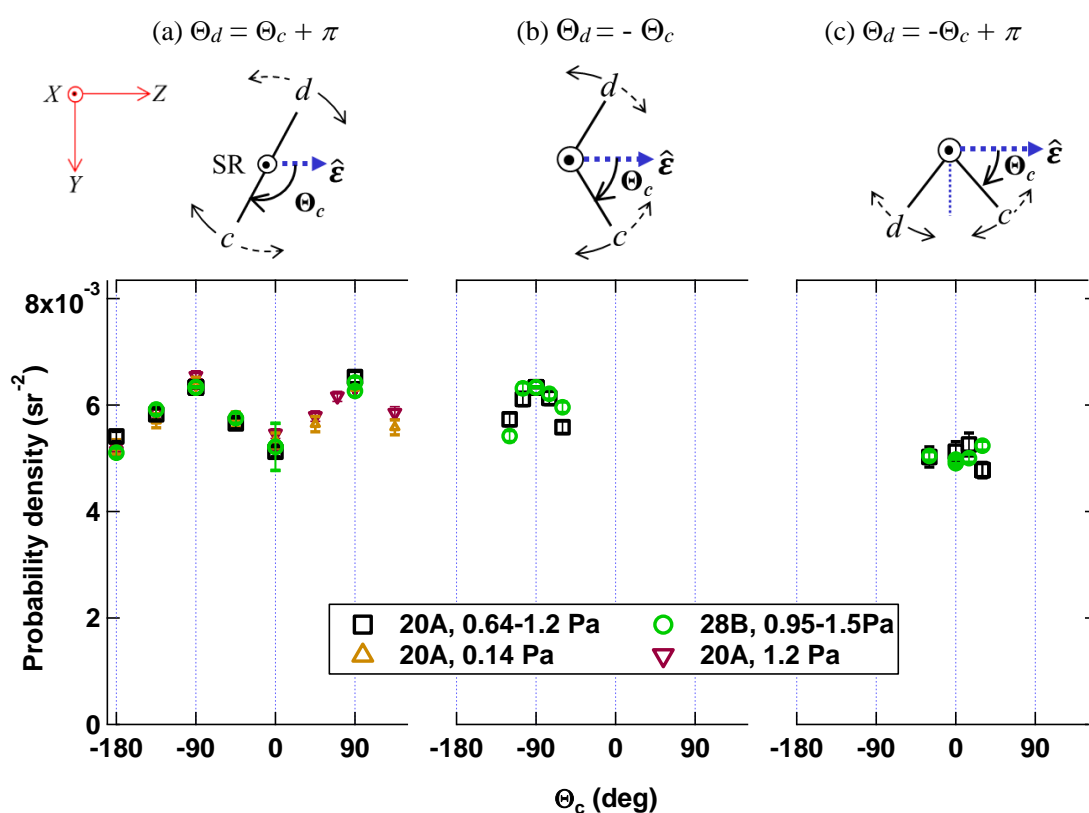 (a) Θd = Θc + π
(b) Θd = - Θc
(c) Θd = -Θc + π
X Z
Y
SR
d
c
ε̂
Θc
d
c
ε̂
Θc
d
c
ε̂
Θc
Probability density (sr-2)
8x10-3
6
4
2
0
20A, 0.64-1.2 Pa
28B, 0.95-1.5Pa
20A, 0.14 Pa
20A, 1.2 Pa
-180 -90 0 90
-180 -90 0 90
-180 -90 0 90
Θc (deg)